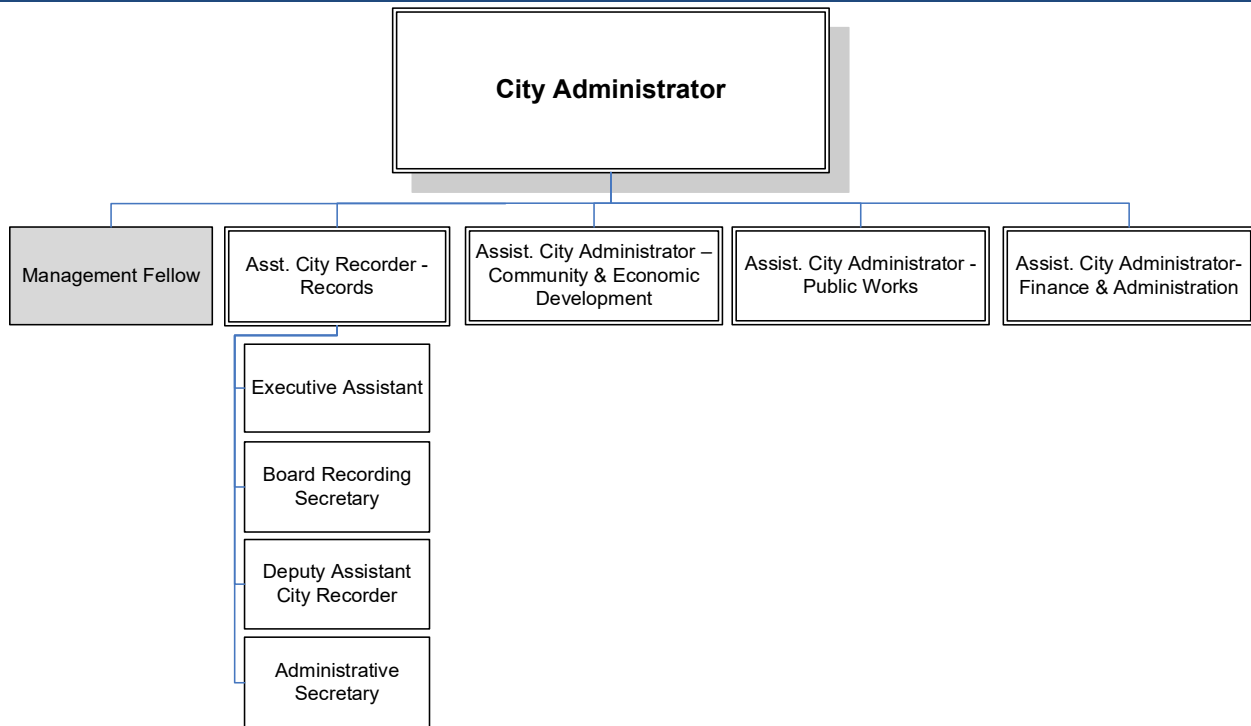 City Administrator
Management Fellow
Asst. City Recorder -
Records
Assist. City Administrator –
Community & Economic
Development
Assist. City Administrator -
Public Works
Assist. City Administrator-
Finance & Administration
Executive Assistant
Board Recording
Secretary
Deputy Assistant
City Recorder
Administrative
Secretary